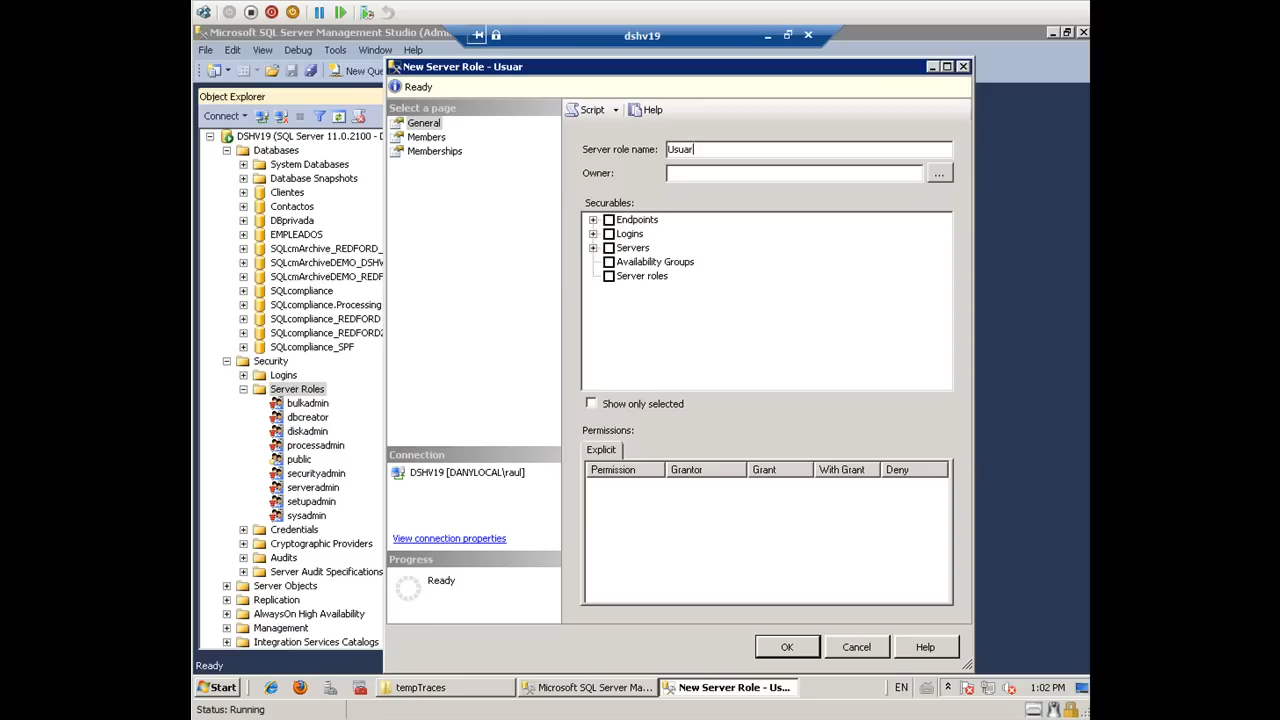 Microsoft SQL Server Management Studio (Admi
dshv19
File Edit View Debug Tools Window Help
New Que
Object Explorer
Connect
DSHV19 (SQL Server 11.0.2100 - D
Databases
System Databases
Database Snapshots
Clientes
Contactos
DBprivada
EMPLEADOS
SQLcmArchive_REDFORD_
SQLcmArchiveDEMO_DSHV
SQLcmArchiveDEMO_REDF
SQLcompliance
SQLcompliance.Processing
SQLcompliance_REDFORD
SQLcompliance_REDFORD2
SQLcompliance_SPF
Security
Logins
Server Roles
bulkadmin
dbcreator
diskadmin
processadmin
public
securityadmin
serveradmin
setupadmin
sysadmin
Credentials
Cryptographic Providers
Audits
Server Audit Specifications
Server Objects
Replication
AlwaysOn High Availability
Management
Integration Services Catalogs
Ready
New Server Role - Usuar
Ready
Select a page
General
Members
Memberships
Connection
DSHV19 [DANYLOCAL\raul]
View connection properties
Progress
Ready
Script Help
Server role name: Usuar
Owner: ...
Securables:
Endpoints
Logins
Servers
Availability Groups
Server roles
Show only selected
Permissions:
Explicit
Permission Grantor Grant With Grant Deny
OK Cancel Help
Start tempTraces Microsoft SQL Server Ma... New Server Role - Us... EN 1:02 PM
Status: Running